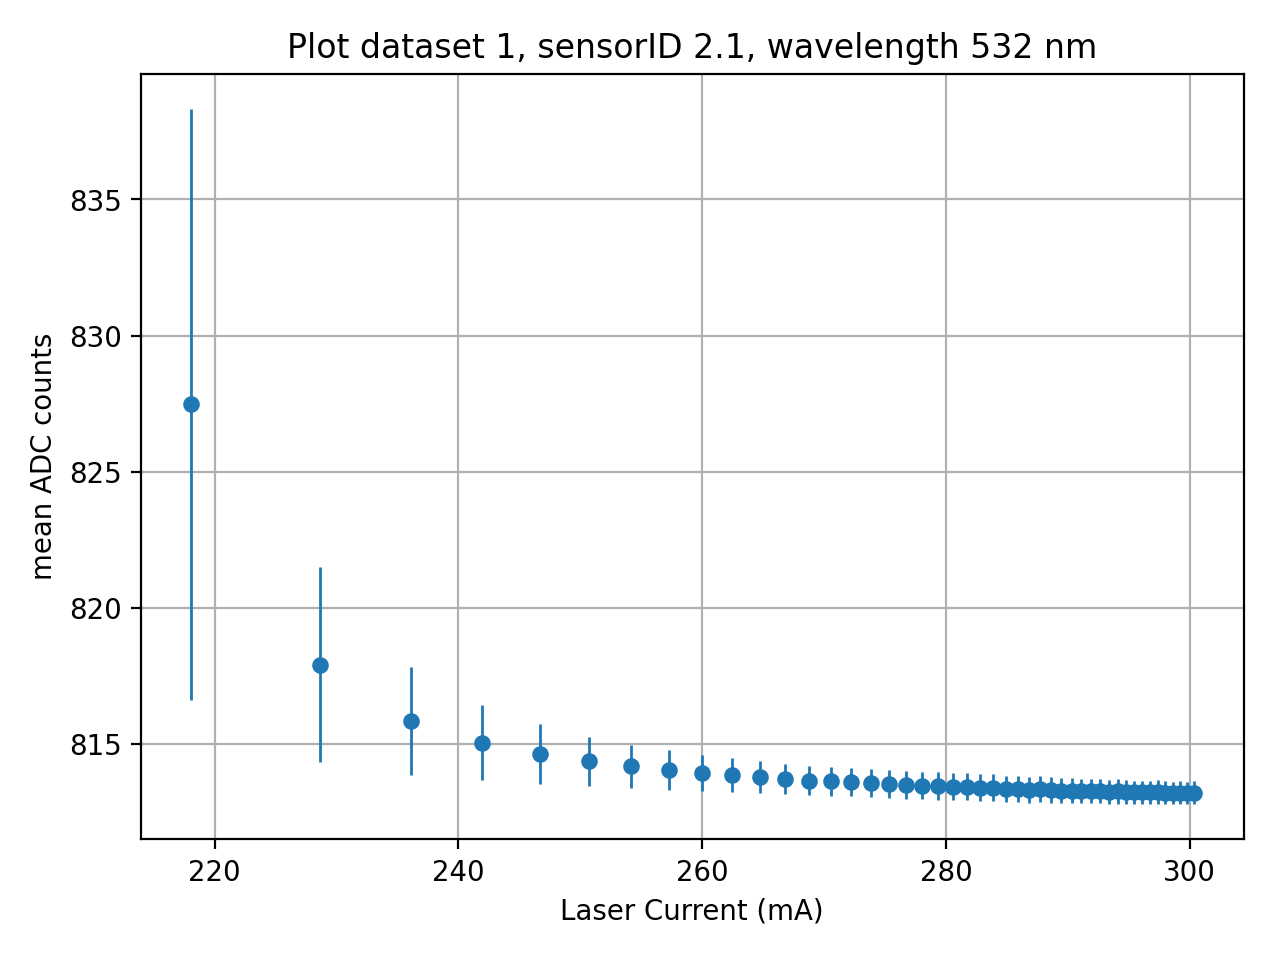 Plot dataset 1, sensorID 2.1, wavelength 532 nm
mean ADC counts
835
830
825
820
815
220 240 260 280 300
Laser Current (mA)